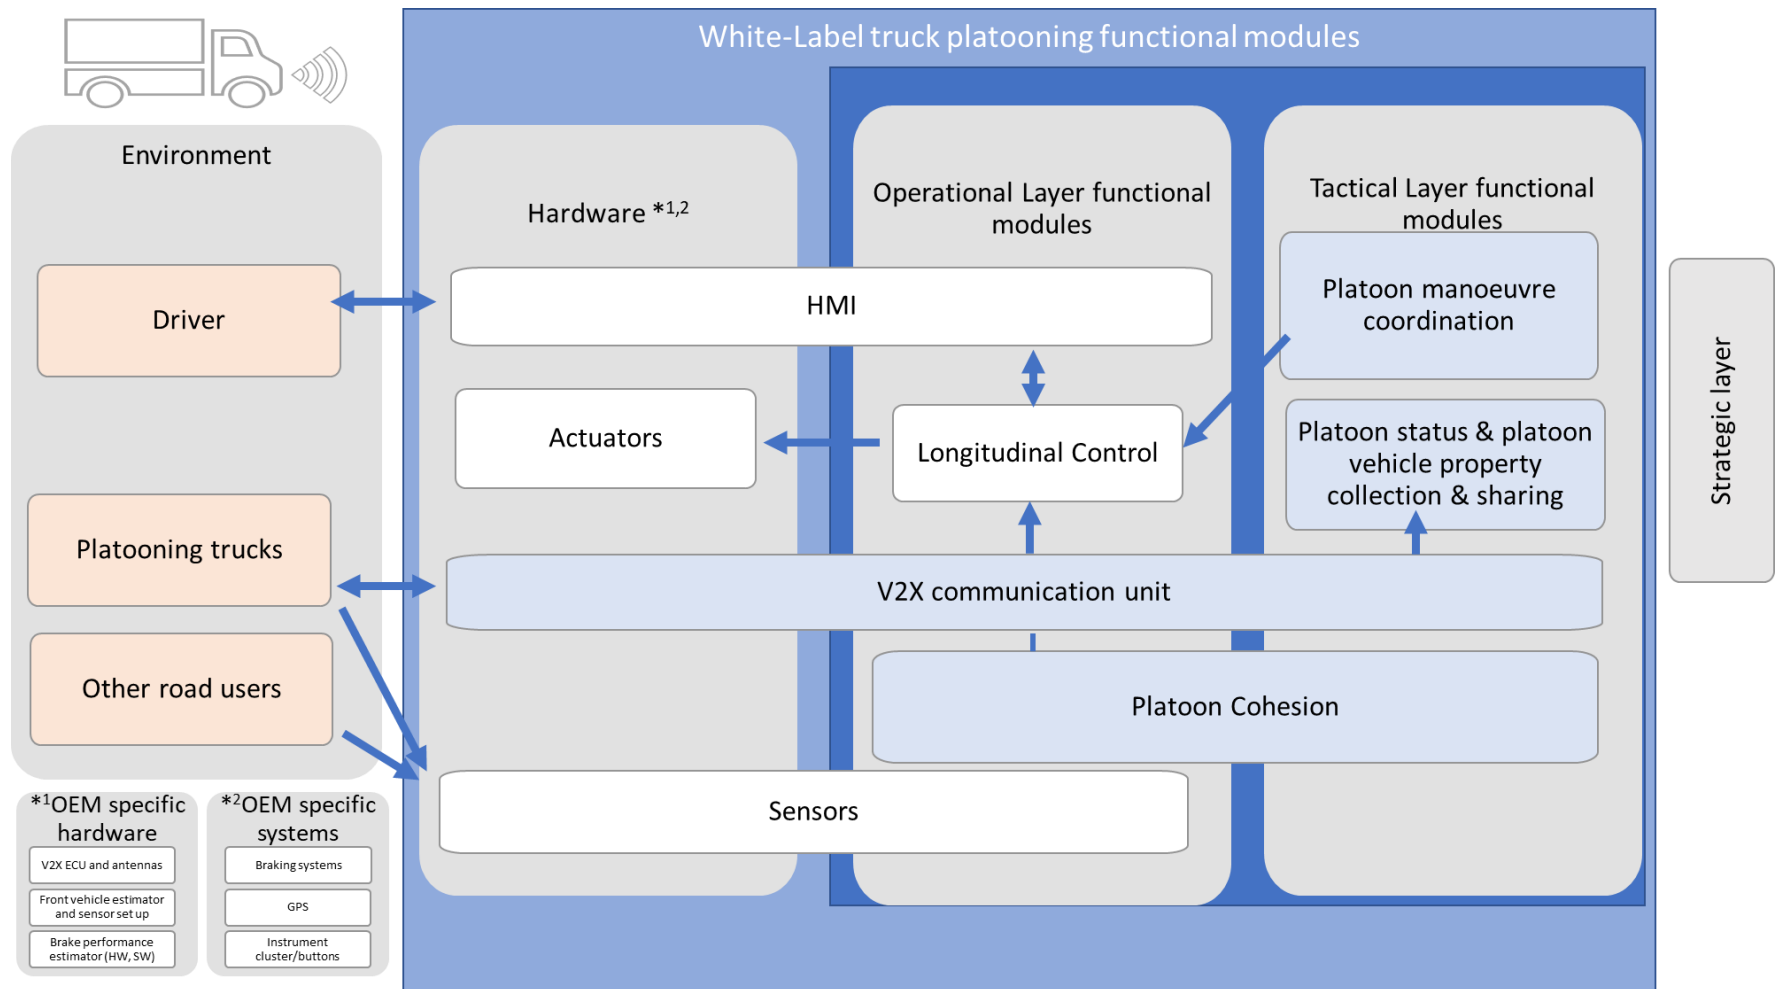 White-Label truck platooning functional modules
Environment
Driver
Platooning trucks
Other road users
Hardware *1,2
Operational Layer functional
modules
Tactical Layer functional
modules
HMI
Actuators
Longitudinal Control
Platoon manoeuvre
coordination
Platoon status & platoon
vehicle property
collection & sharing
V2X communication unit
Platoon Cohesion
Sensors
Strategic layer
*1OEM specific
hardware
V2X ECU and antennas
Front vehicle estimator
and sensor set up
Brake performance
estimator (HW, SW)
*2OEM specific
systems
Braking systems
GPS
Instrument
cluster/buttons